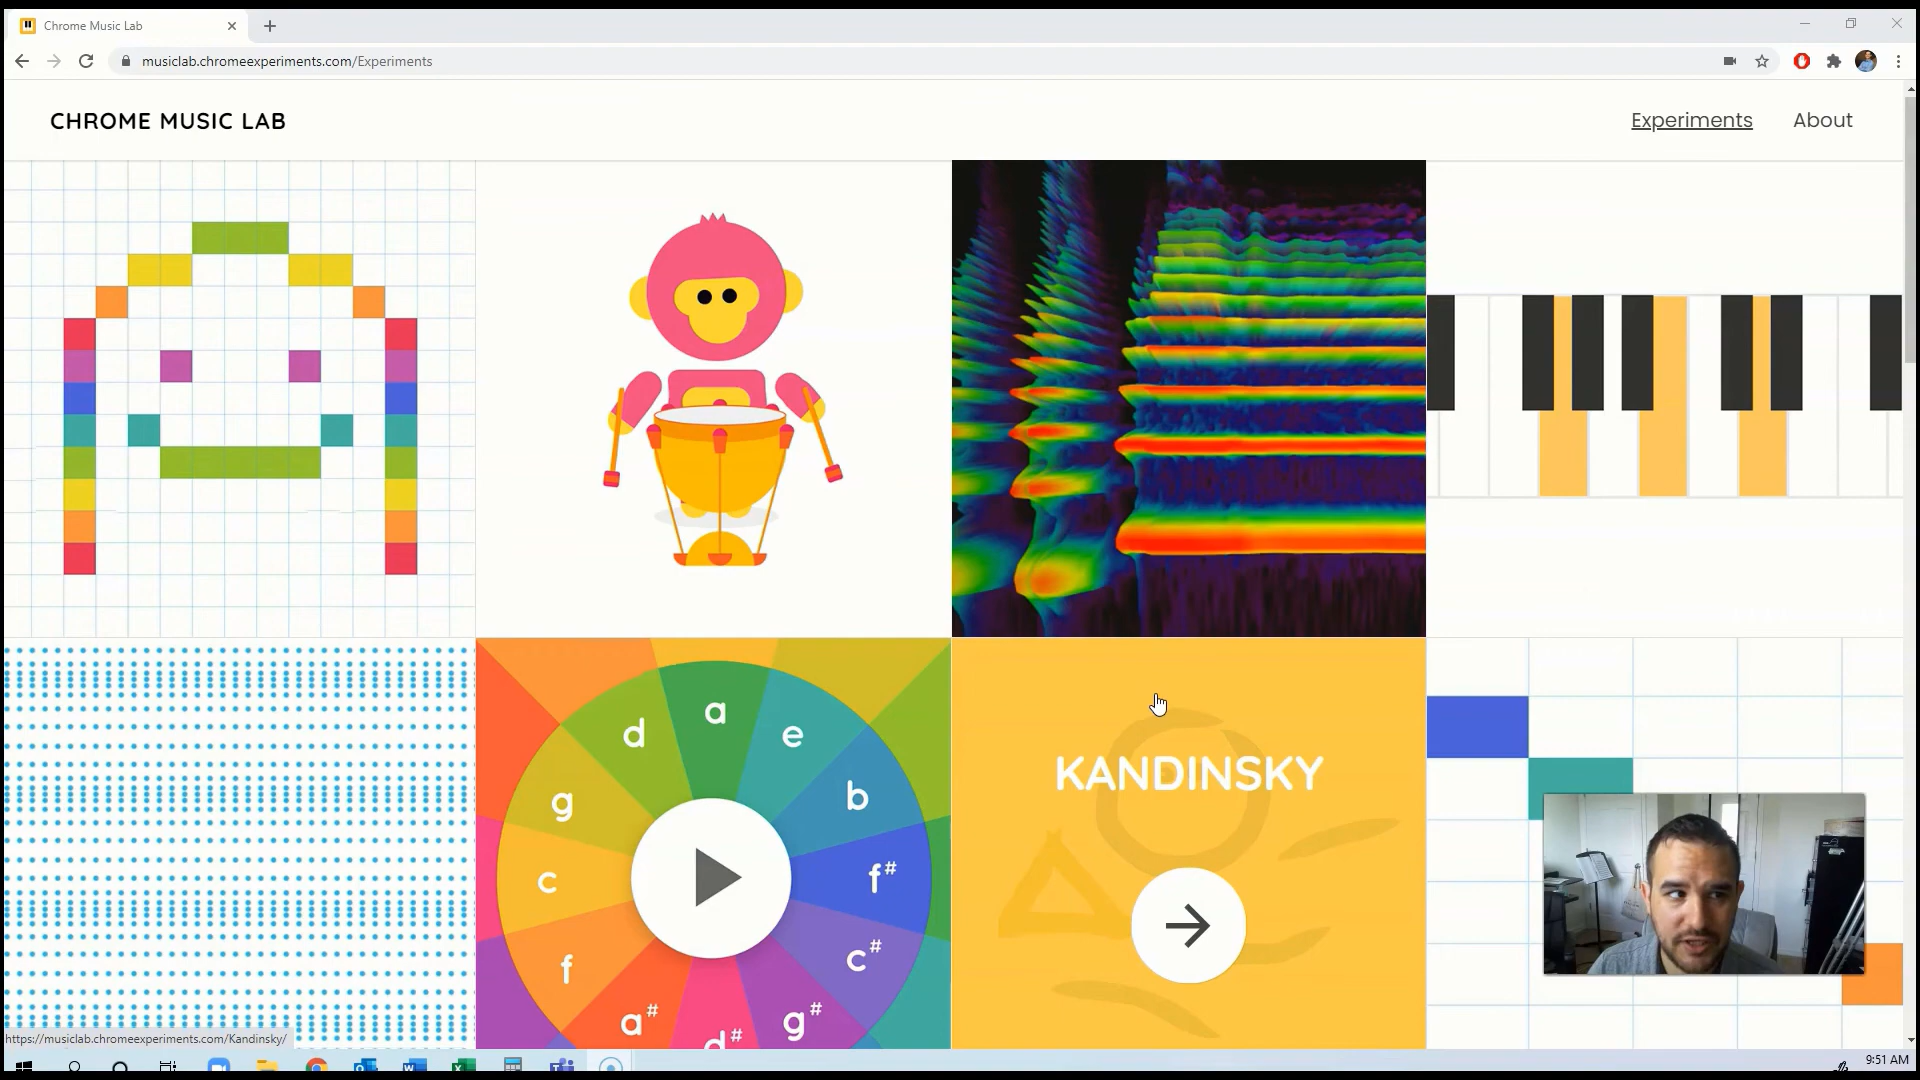 Chrome Music Lab
musiclab.chromeexperiments.com/Experiments
CHROME MUSIC LAB
Experiments
About
a
d
e
g
b
c
f#
f
c#
a#
g#
d#
KANDINSKY
https://musiclab.chromeexperiments.com/Kandinsky/
9:51 AM